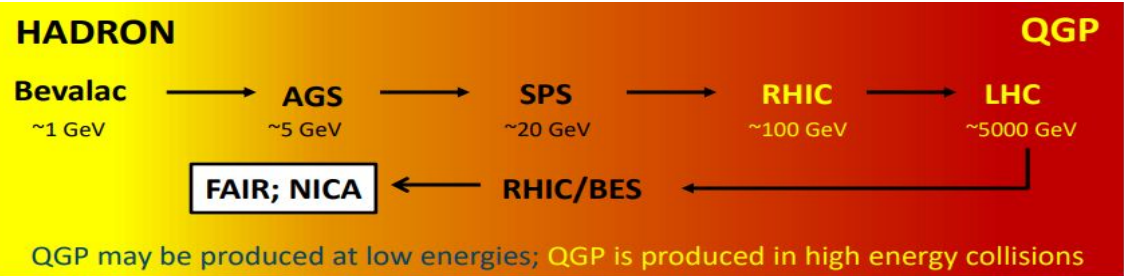 HADRON QGP
Bevalac AGS SPS RHIC LHC
~1 GeV ~5 GeV ~20 GeV ~100 GeV ~5000 GeV
FAIR; NICA RHIC/BES
QGP may be produced at low energies; QGP is produced in high energy collisions